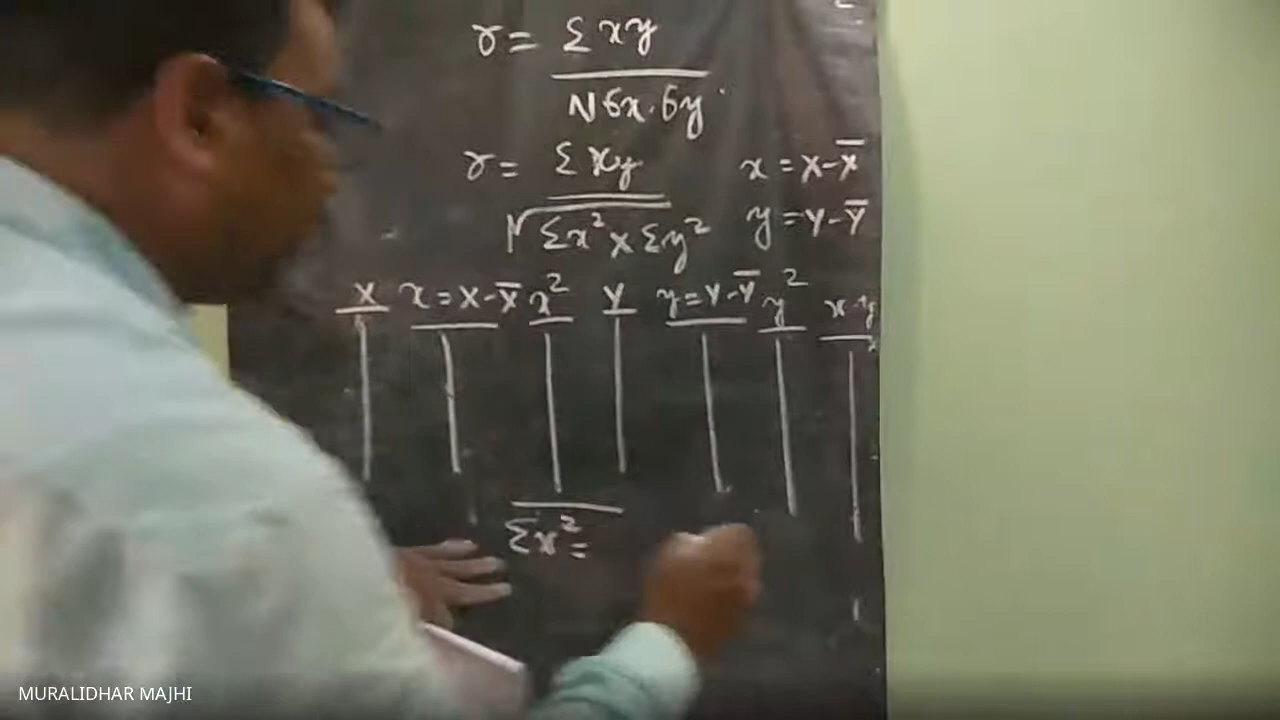 r = Σxy
Nσx.σy
r = Σxy
√Σx² × Σy²
x = X - X̅
y = Y - Y̅
X x = X - X̅ x² Y y = Y - Y̅ y² x·y
Σx² =
MURALIDHAR MAJHI